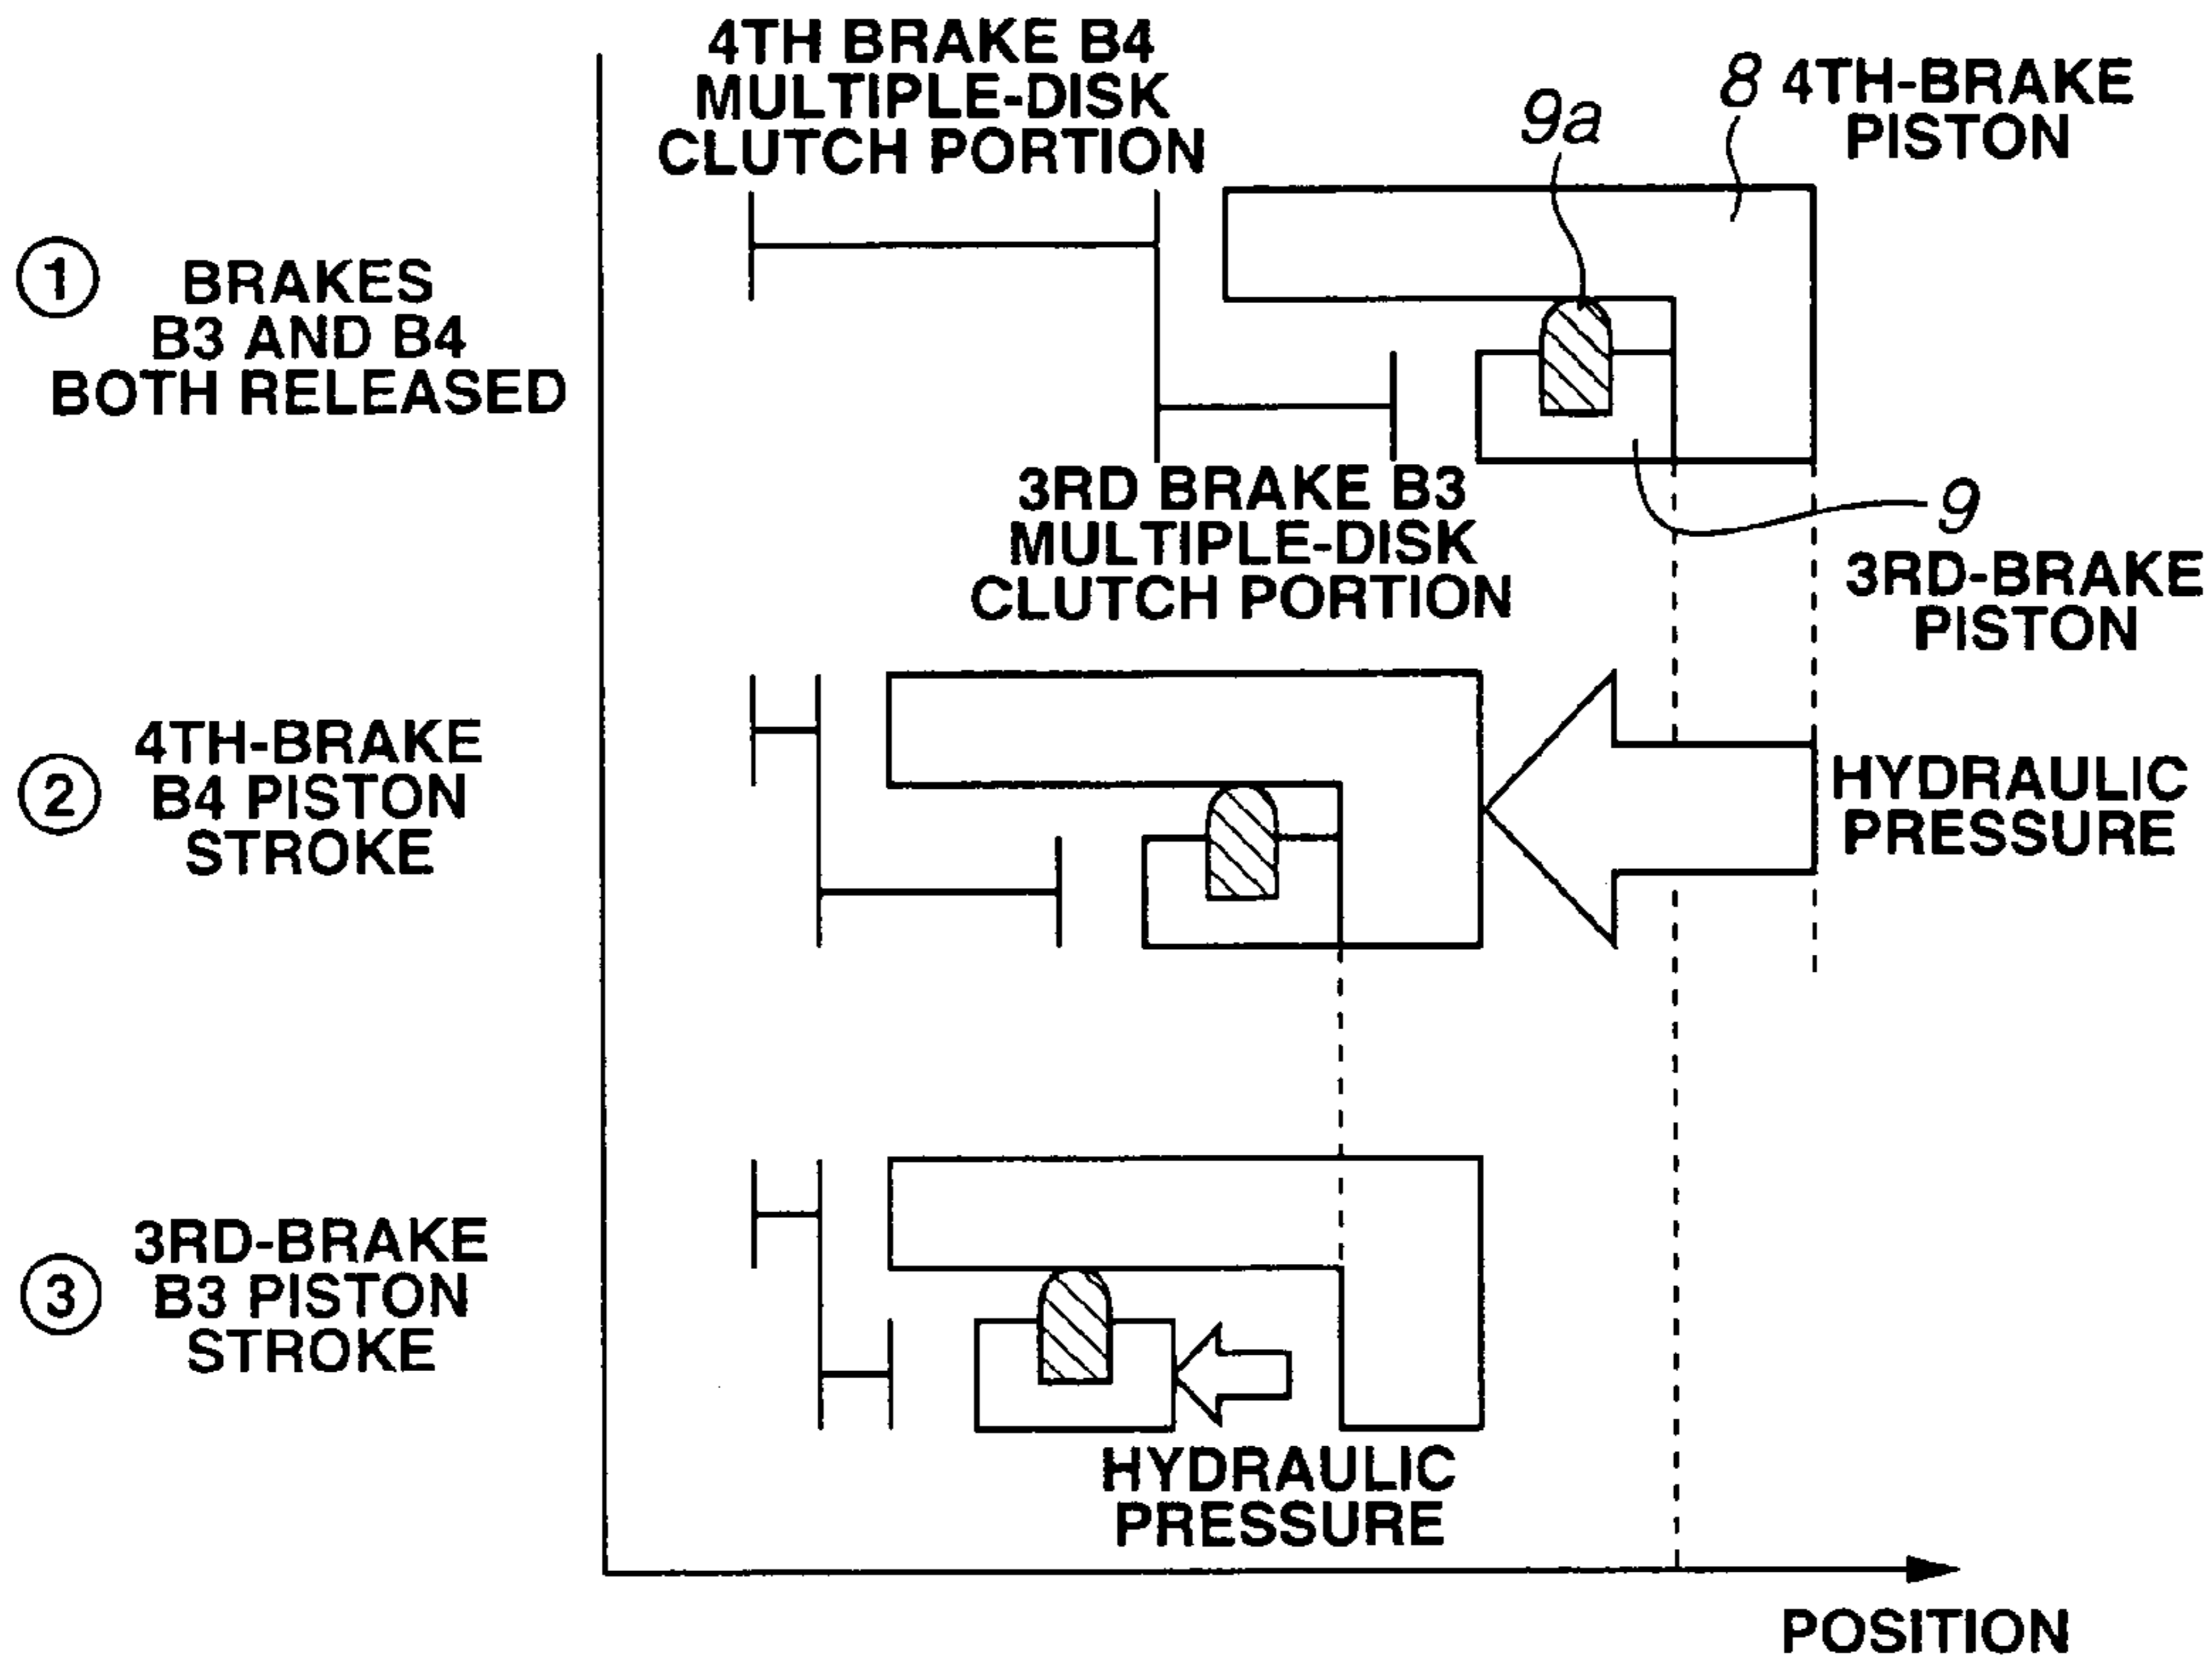 4TH BRAKE B4
MULTIPLE-DISK
CLUTCH PORTION
9a
8 4TH-BRAKE
PISTON
1
BRAKES
B3 AND B4
BOTH RELEASED
3RD BRAKE B3
MULTIPLE-DISK
CLUTCH PORTION
9
3RD-BRAKE
PISTON
2
4TH-BRAKE
B4 PISTON
STROKE
HYDRAULIC
PRESSURE
3
3RD-BRAKE
B3 PISTON
STROKE
HYDRAULIC
PRESSURE
POSITION